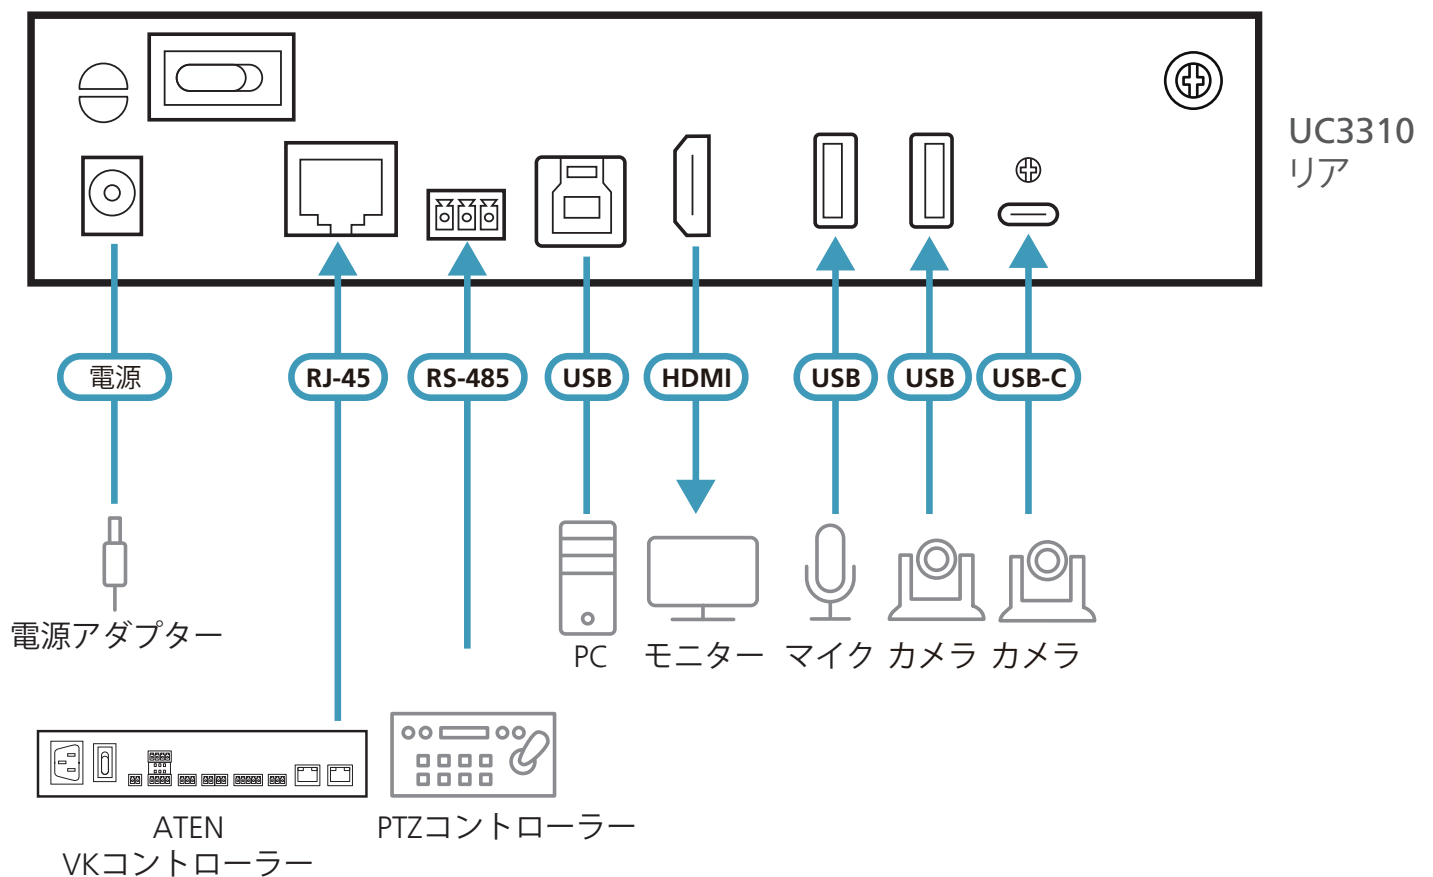 UC3310
リア
電源
RJ-45
RS-485
USB
HDMI
USB
USB
USB-C
電源アダプター
PC
モニター
マイク
カメラ
カメラ
ATEN
VKコントローラー
PTZコントローラー